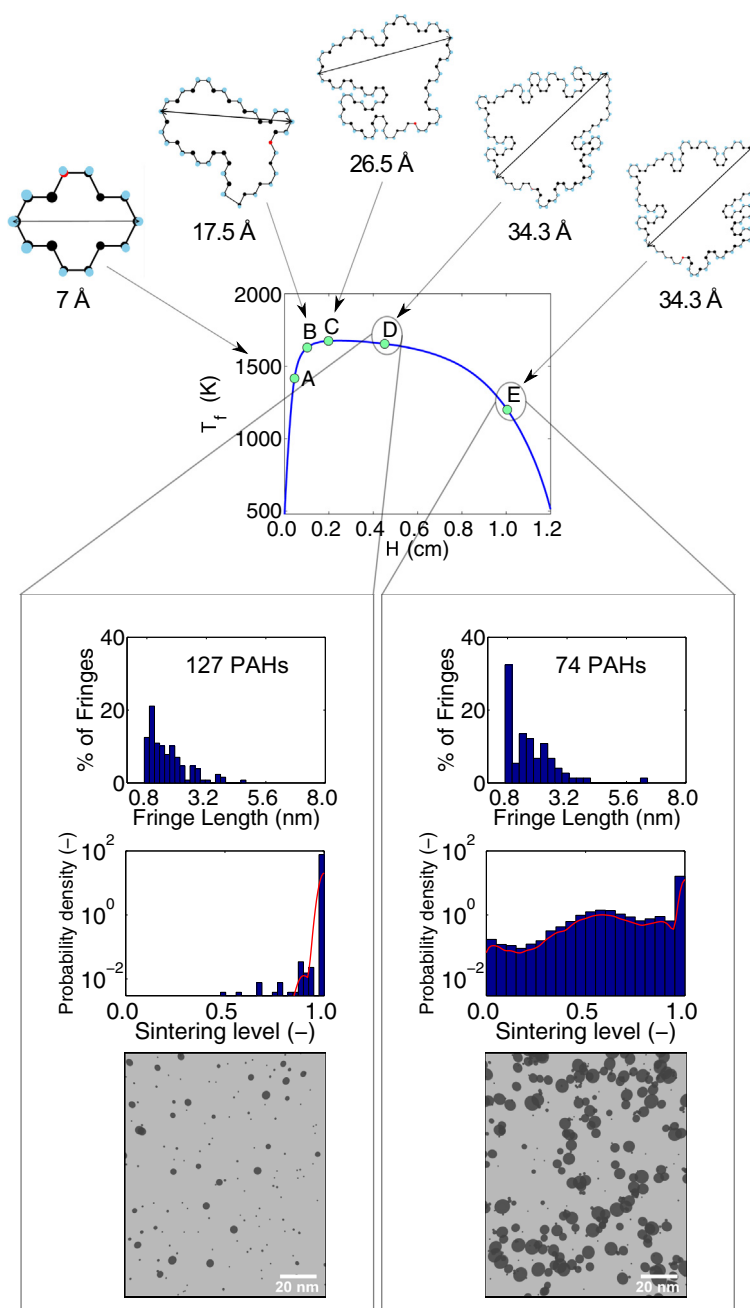 7 Å
17.5 Å
26.5 Å
34.3 Å
34.3 Å
2000
1500
1000
500
T_f (K)
A
B
C
D
E
0.0 0.2 0.4 0.6 0.8 1.0 1.2
H (cm)
40
20
0
% of Fringes
127 PAHs
0.8 3.2 5.6 8.0
Fringe Length (nm)
10^2
10^0
10^-2
Probability density (–)
0.0 0.5 1.0
Sintering level (–)
20 nm
40
20
0
% of Fringes
74 PAHs
0.8 3.2 5.6 8.0
Fringe Length (nm)
10^2
10^0
10^-2
Probability density (–)
0.0 0.5 1.0
Sintering level (–)
20 nm